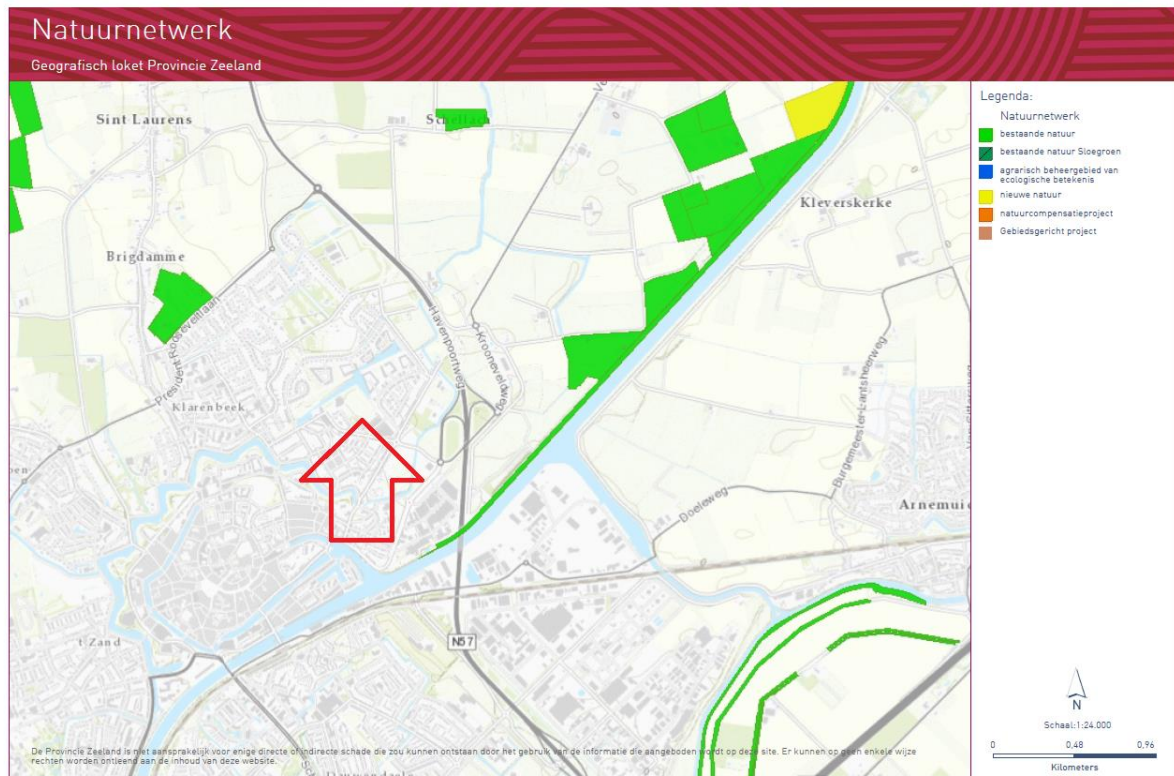 Natuurnetwerk
Geografisch loket Provincie Zeeland
Legenda:
Natuurnetwerk
bestaande natuur
bestaande natuur Sloegroen
agrarisch beheergebied van
ecologische betekenis
nieuwe natuur
natuurcompensatieproject
Gebiedsgericht project
Sint Laurens
Schellach
Kleverskerke
Brigdamme
Havenpoortweg
Krooneveldweg
President Rooseveltlaan
Klarenbeek
Burgemeester-Lantsheerweg
Doeleweg
Arnemuic
N57
't Zand
N
Schaal:1:24.000
0 0,48 0,96
Kilometers
De Provincie Zeeland is niet aansprakelijk voor enige directe of indirecte schade die zou kunnen ontstaan door het gebruik van de informatie die aangeboden wordt op deze site. Er kunnen op geen enkele wijze
rechten worden ontleend aan de inhoud van deze website.